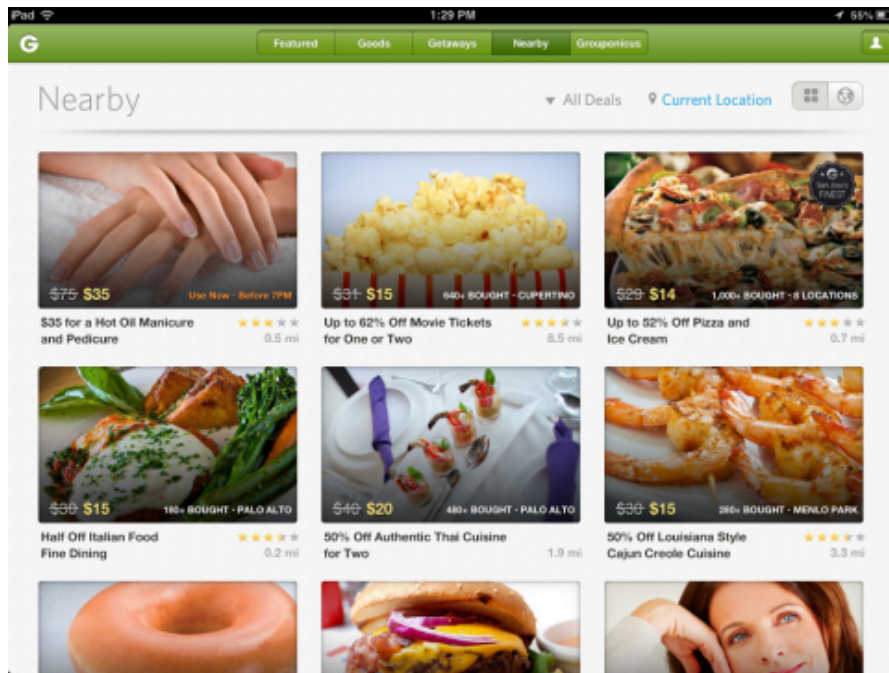 iPad 1:29 PM 55%
G Featured Goods Getaways Nearby Grouponicus
Nearby All Deals Current Location
G
San Jose's
FINEST
$75 $35 Use Now - Before 7PM
$31 $15 640+ BOUGHT - CUPERTINO
$29 $14 1,000+ BOUGHT - 8 LOCATIONS
$35 for a Hot Oil Manicure
and Pedicure 0.5 mi
Up to 62% Off Movie Tickets
for One or Two 8.5 mi
Up to 52% Off Pizza and
Ice Cream 0.7 mi
$30 $15 180+ BOUGHT - PALO ALTO
$40 $20 480+ BOUGHT - PALO ALTO
$30 $15 280+ BOUGHT - MENLO PARK
Half Off Italian Food
Fine Dining 0.2 mi
50% Off Authentic Thai Cuisine
for Two 1.9 mi
50% Off Louisiana Style
Cajun Creole Cuisine 3.3 mi